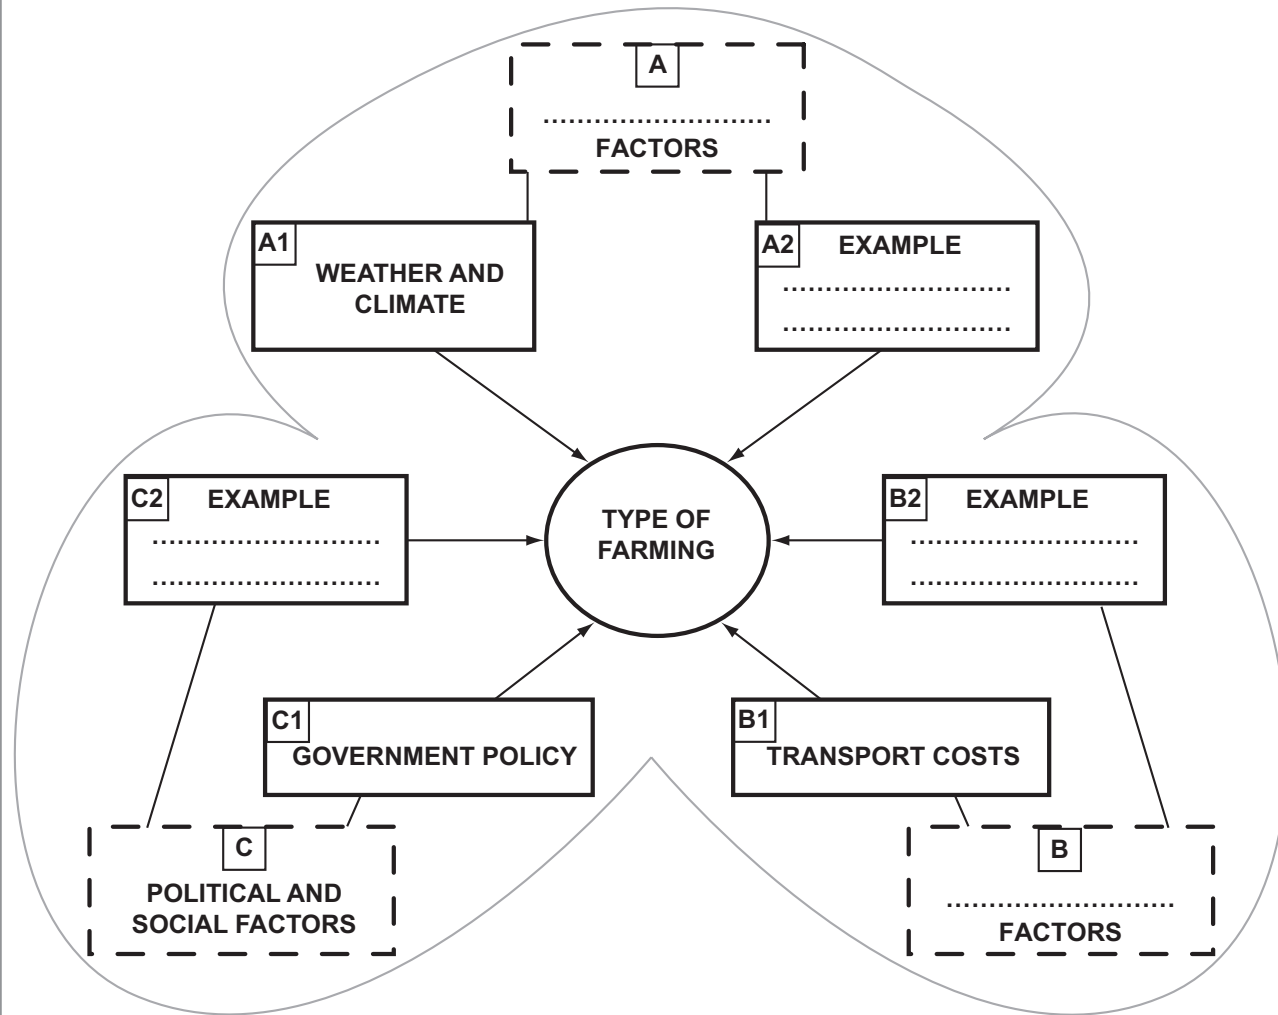 A
...........................
FACTORS
A1
WEATHER AND
CLIMATE
A2
EXAMPLE
...........................
...........................
C2
EXAMPLE
...........................
...........................
TYPE OF
FARMING
B2
EXAMPLE
...........................
...........................
C1
GOVERNMENT POLICY
B1
TRANSPORT COSTS
C
POLITICAL AND
SOCIAL FACTORS
B
...........................
FACTORS